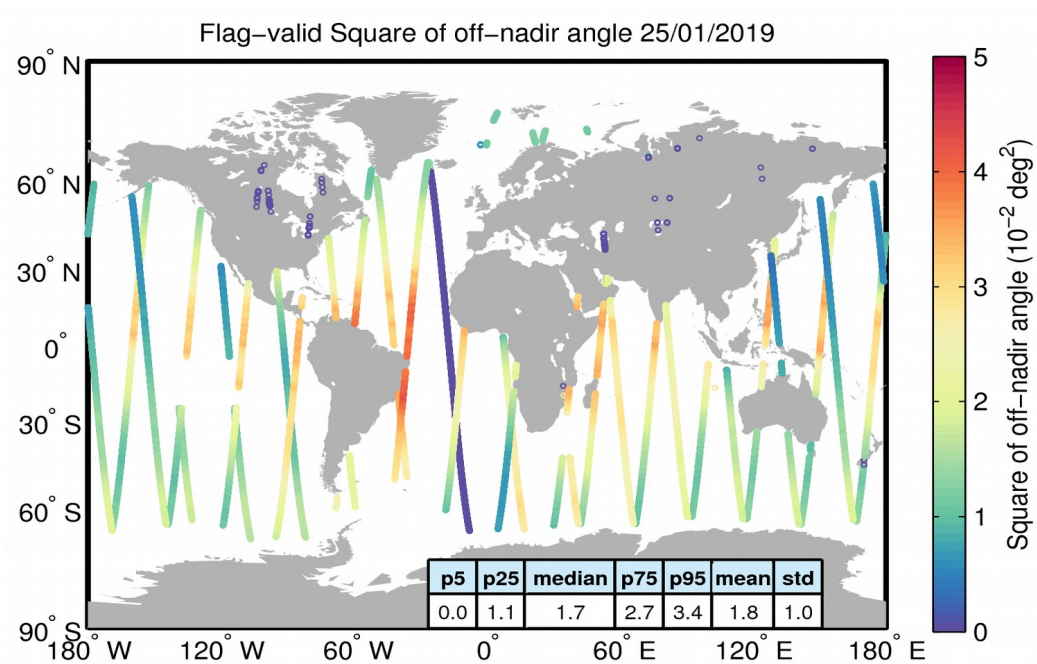 Flag−valid Square of off−nadir angle 25/01/2019
90° N
60° N
30° N
0°
30° S
60° S
90° S
180° W
120° W
60° W
0°
60° E
120° E
180° E
p5 p25 median p75 p95 mean std
0.0 1.1 1.7 2.7 3.4 1.8 1.0
5
4
3
2
1
0
Square of off−nadir angle (10⁻² deg²)